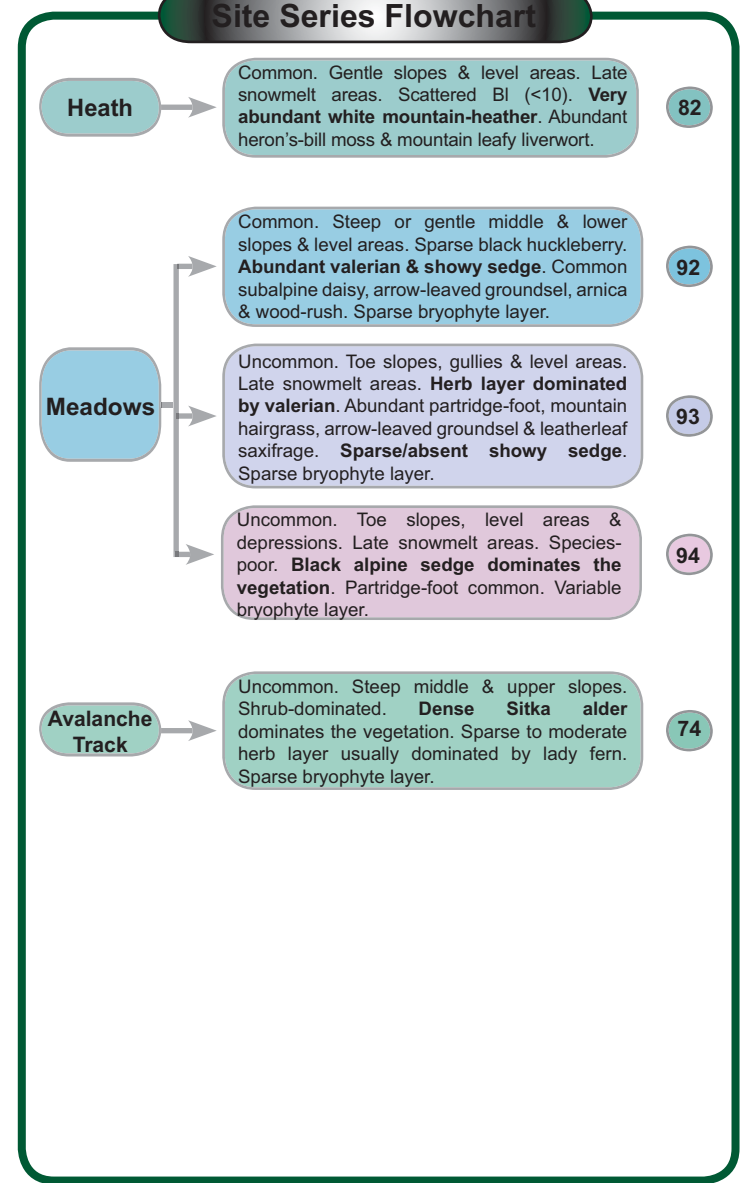 Site Series Flowchart
Heath
Common. Gentle slopes & level areas. Late
snowmelt areas. Scattered Bl (<10). Very
abundant white mountain-heather. Abundant
heron's-bill moss & mountain leafy liverwort.
82
Meadows
Common. Steep or gentle middle & lower
slopes & level areas. Sparse black huckleberry.
Abundant valerian & showy sedge. Common
subalpine daisy, arrow-leaved groundsel, arnica
& wood-rush. Sparse bryophyte layer.
92
Uncommon. Toe slopes, gullies & level areas.
Late snowmelt areas. Herb layer dominated
by valerian. Abundant partridge-foot, mountain
hairgrass, arrow-leaved groundsel & leatherleaf
saxifrage. Sparse/absent showy sedge.
Sparse bryophyte layer.
93
Uncommon. Toe slopes, level areas &
depressions. Late snowmelt areas. Species-
poor. Black alpine sedge dominates the
vegetation. Partridge-foot common. Variable
bryophyte layer.
94
Avalanche
Track
Uncommon. Steep middle & upper slopes.
Shrub-dominated. Dense Sitka alder
dominates the vegetation. Sparse to moderate
herb layer usually dominated by lady fern.
Sparse bryophyte layer.
74